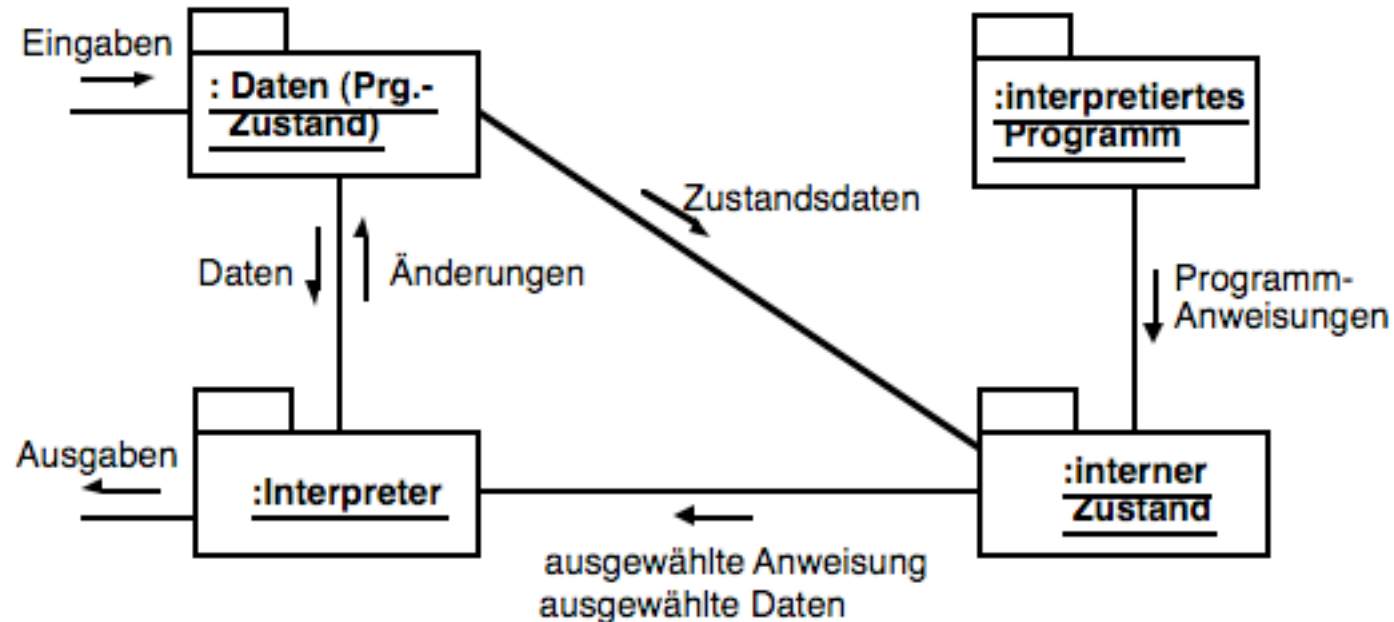 Eingaben
: Daten (Prg.-
Zustand)
:interpretiertes
Programm
Zustandsdaten
Daten
Änderungen
Programm-
Anweisungen
Ausgaben
:Interpreter
:interner
Zustand
ausgewählte Anweisung
ausgewählte Daten